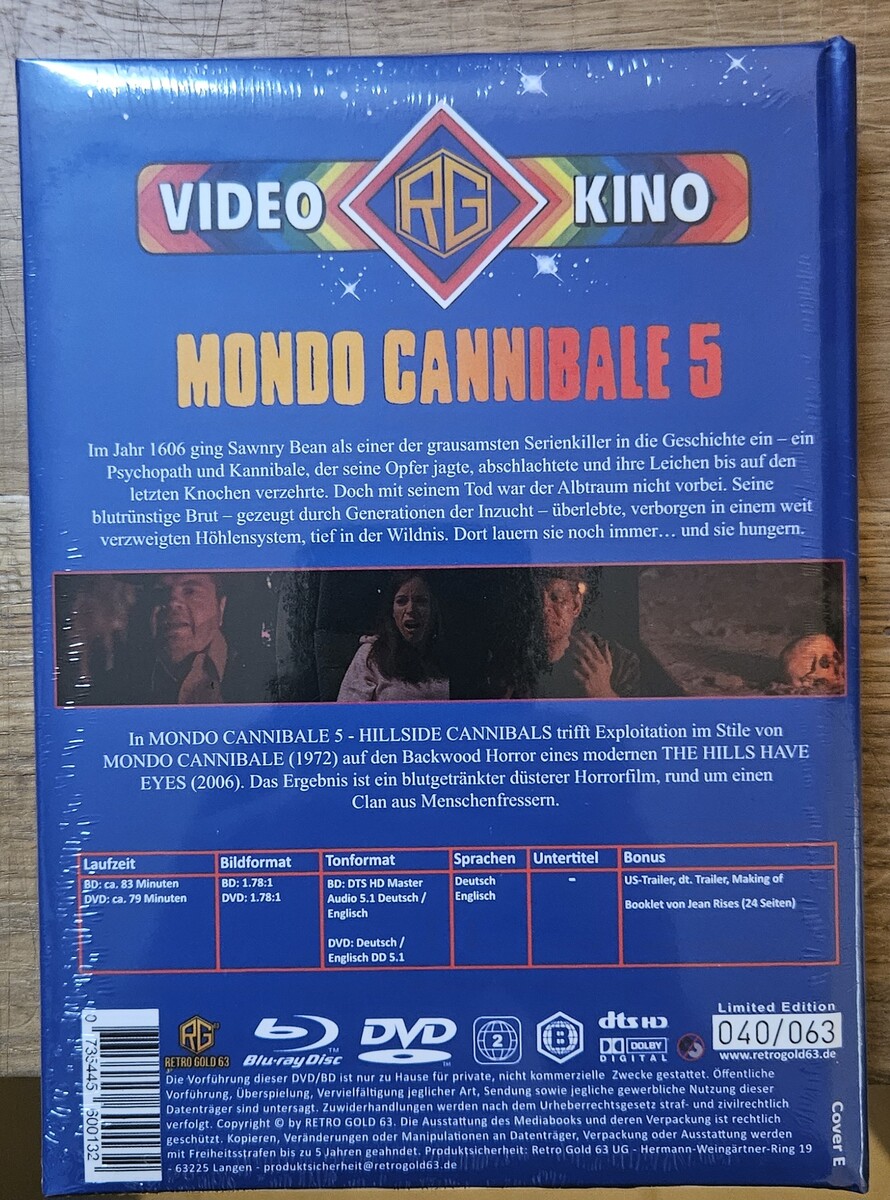 VIDEO RG KINO
MONDO CANNIBALE 5
Im Jahr 1606 ging Sawnry Bean als einer der grausamsten Serienkiller in die Geschichte ein – ein
Psychopath und Kannibale, der seine Opfer jagte, abschlachtete und ihre Leichen bis auf den
letzten Knochen verzehrte. Doch mit seinem Tod war der Albtraum nicht vorbei. Seine
blutrünstige Brut – gezeugt durch Generationen der Inzucht – überlebte, verborgen in einem weit
verzweigten Höhlensystem, tief in der Wildnis. Dort lauern sie noch immer… und sie hungern.
In MONDO CANNIBALE 5 - HILLSIDE CANNIBALS trifft Exploitation im Stile von
MONDO CANNIBALE (1972) auf den Backwood Horror eines modernen THE HILLS HAVE
EYES (2006). Das Ergebnis ist ein blutgetränkter düsterer Horrorfilm, rund um einen
Clan aus Menschenfressern.
Laufzeit
BD: ca. 83 Minuten
DVD: ca. 79 Minuten
Bildformat
BD: 1.78:1
DVD: 1.78:1
Tonformat
BD: DTS HD Master
Audio 5.1 Deutsch /
Englisch
DVD: Deutsch /
Englisch DD 5.1
Sprachen
Deutsch
Englisch
Untertitel
-
Bonus
US-Trailer, dt. Trailer, Making of
Booklet von Jean Rises (24 Seiten)
0 735445 600132
RG
RETRO GOLD 63
Blu-ray Disc
DVD
2
B
dts HD
DOLBY
DIGITAL
Limited Edition
040/063
www.retrogold63.de
Die Vorführung dieser DVD/BD ist nur zu Hause für private, nicht kommerzielle Zwecke gestattet. Öffentliche
Vorführung, Überspielung, Vervielfältigung jeglicher Art, Sendung sowie jegliche gewerbliche Nutzung dieser
Datenträger sind untersagt. Zuwiderhandlungen werden nach dem Urheberrechtsgesetz straf- und zivilrechtlich
verfolgt. Copyright © by RETRO GOLD 63. Die Ausstattung des Mediabooks und deren Verpackung ist rechtlich
geschützt. Kopieren, Veränderungen oder Manipulationen an Datenträger, Verpackung oder Ausstattung werden
mit Freiheitsstrafen bis zu 5 Jahren geahndet. Produktsicherheit: Retro Gold 63 UG - Hermann-Weingärtner-Ring 19
- 63225 Langen - produktsicherheit@retrogold63.de
Cover E